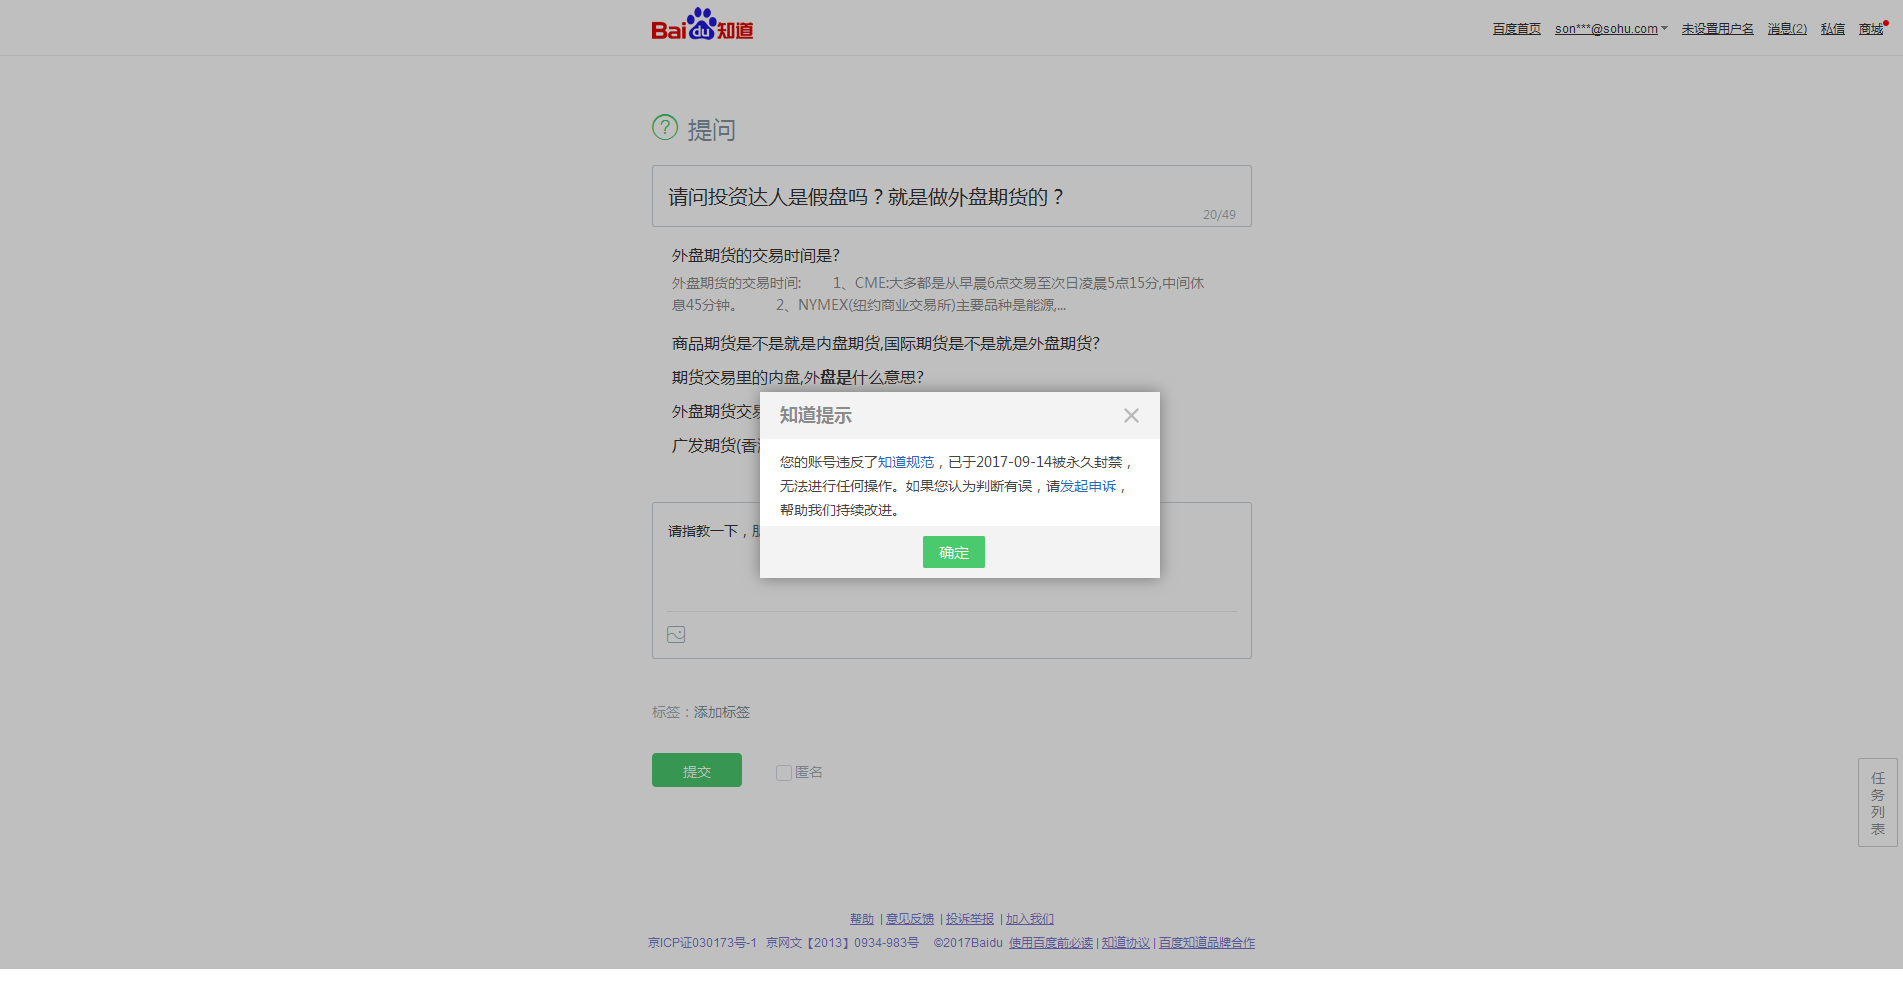 Bai du 知道
百度首页 son***@sohu.com 未设置用户名 消息(2) 私信 商城
? 提问
请问投资达人是假盘吗？就是做外盘期货的？
20/49
外盘期货的交易时间是?
外盘期货的交易时间: 1、CME:大多都是从早晨6点交易至次日凌晨5点15分,中间休
息45分钟。 2、NYMEX(纽约商业交易所)主要品种是能源,...
商品期货是不是就是内盘期货,国际期货是不是就是外盘期货?
期货交易里的内盘,外盘是什么意思?
外盘期货交
广发期货(香
知道提示
您的账号违反了知道规范，已于2017-09-14被永久封禁，
无法进行任何操作。如果您认为判断有误，请发起申诉，
帮助我们持续改进。
确定
请指教一下，
标签：添加标签
提交 匿名
任
务
列
表
帮助 | 意见反馈 | 投诉举报 | 加入我们
京ICP证030173号-1 京网文【2013】0934-983号 ©2017Baidu 使用百度前必读 | 知道协议 | 百度知道品牌合作